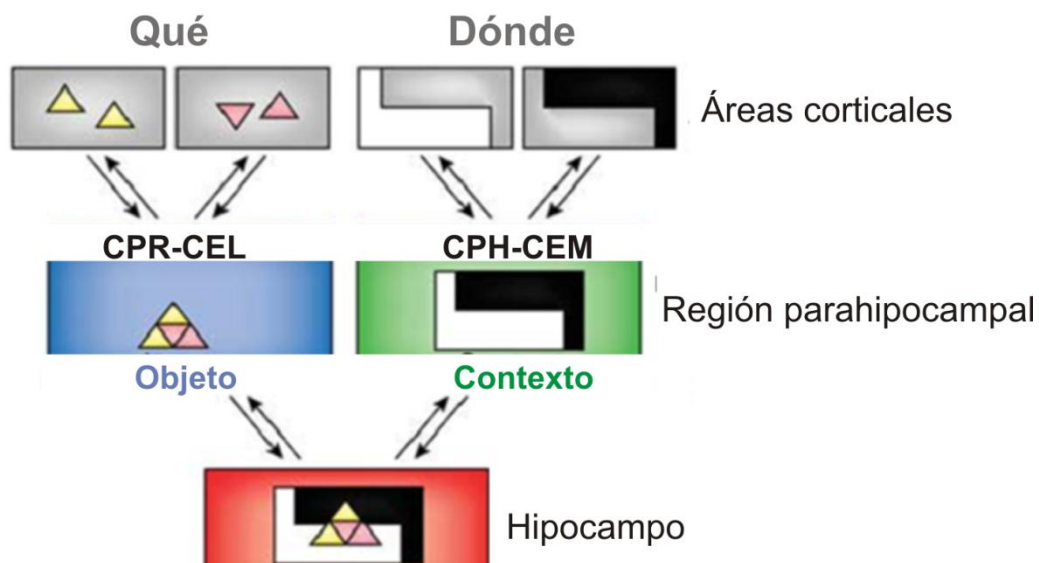 Qué
Dónde
Áreas corticales
CPR-CEL
CPH-CEM
Región parahipocampal
Objeto
Contexto
Hipocampo